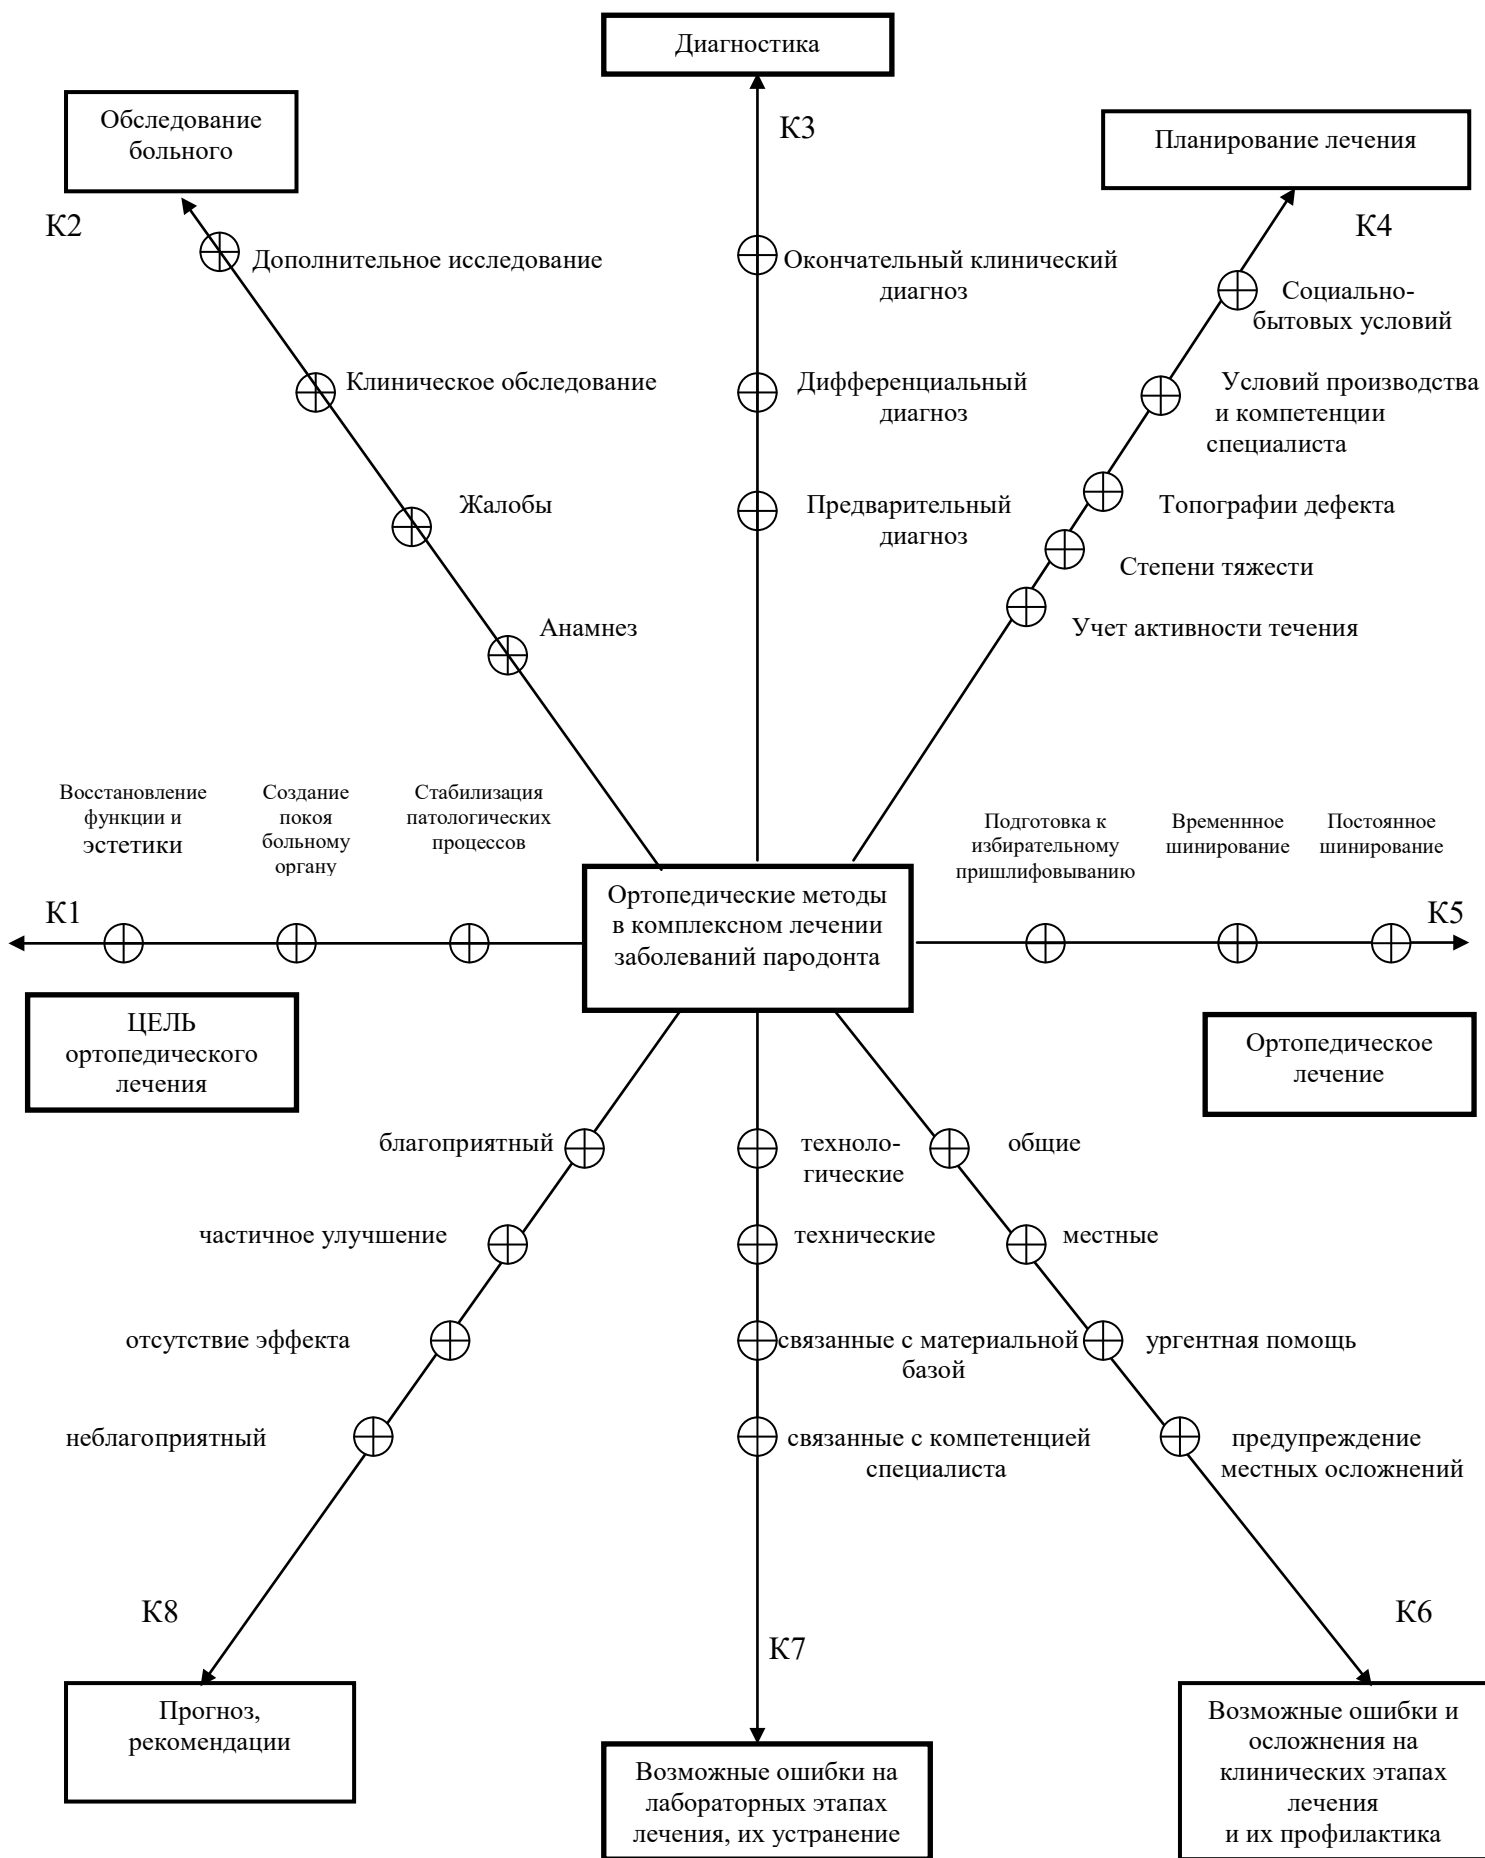 Диагностика
Обследование
больного
К3
Планирование лечения
К2
К4
Дополнительное исследование
Окончательный клинический
диагноз
Социально-
бытовых условий
Клиническое обследование
Дифференциальный
диагноз
Условий производства
и компетенции
специалиста
Жалобы
Предварительный
диагноз
Топографии дефекта
Степени тяжести
Анамнез
Учет активности течения
Восстановление
функции и
эстетики
Создание
покоя
больному
органу
Стабилизация
патологических
процессов
Подготовка к
избирательному
пришлифовыванию
Временнное
шинирование
Постоянное
шинирование
К1
Ортопедические методы
в комплексном лечении
заболеваний пародонта
К5
ЦЕЛЬ
ортопедического
лечения
Ортопедическое
лечение
благоприятный
техноло-
гические
общие
частичное улучшение
технические
местные
отсутствие эффекта
связанные с материальной
базой
ургентная помощь
неблагоприятный
связанные с компетенцией
специалиста
предупреждение
местных осложнений
К8
К7
К6
Прогноз,
рекомендации
Возможные ошибки на
лабораторных этапах
лечения, их устранение
Возможные ошибки и
осложнения на
клинических этапах
лечения
и их профилактика